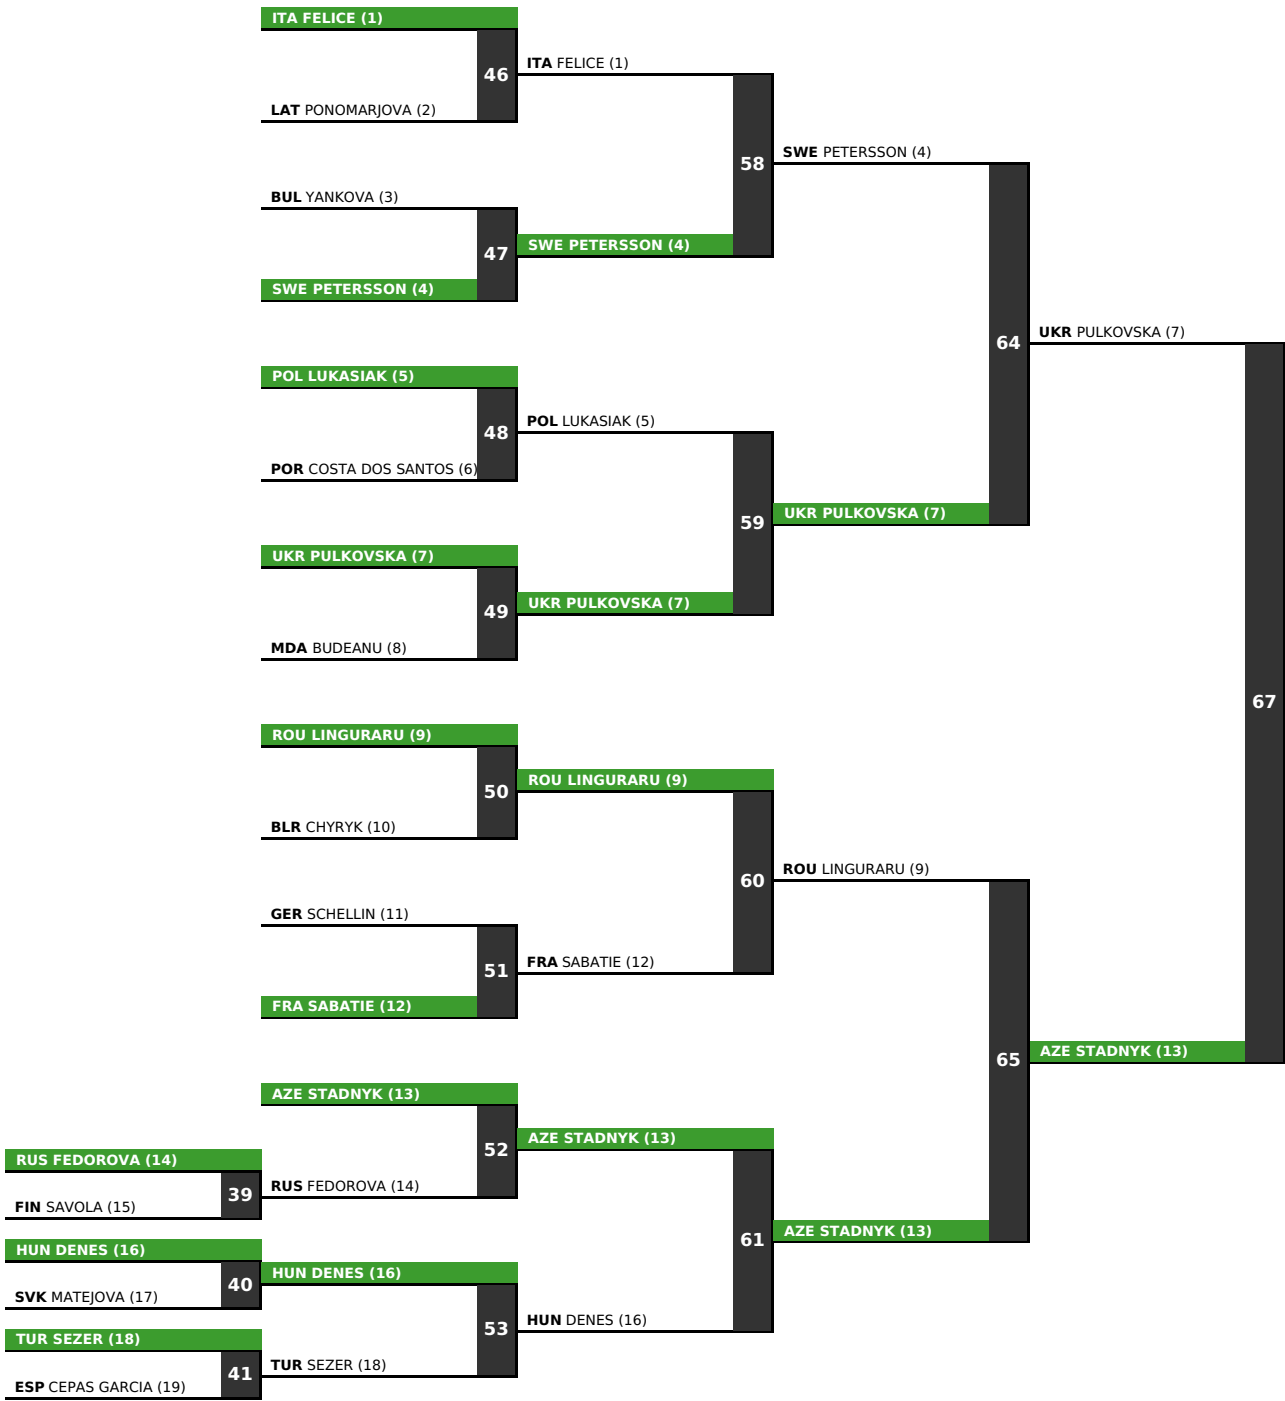 ITA FELICE (1)
46
LAT PONOMARJOVA (2)
BUL YANKOVA (3)
47
SWE PETERSSON (4)
POL LUKASIAK (5)
48
POR COSTA DOS SANTOS (6)
UKR PULKOVSKA (7)
49
MDA BUDEANU (8)
ROU LINGURARU (9)
50
BLR CHYRYK (10)
GER SCHELLIN (11)
51
FRA SABATIE (12)
AZE STADNYK (13)
52
RUS FEDOROVA (14)
RUS FEDOROVA (14)
39
FIN SAVOLA (15)
HUN DENES (16)
40
SVK MATEJOVA (17)
HUN DENES (16)
53
TUR SEZER (18)
TUR SEZER (18)
41
ESP CEPAS GARCIA (19)
ITA FELICE (1)
58
SWE PETERSSON (4)
POL LUKASIAK (5)
59
UKR PULKOVSKA (7)
ROU LINGURARU (9)
60
FRA SABATIE (12)
AZE STADNYK (13)
61
HUN DENES (16)
SWE PETERSSON (4)
64
UKR PULKOVSKA (7)
ROU LINGURARU (9)
65
AZE STADNYK (13)
UKR PULKOVSKA (7)
67
AZE STADNYK (13)